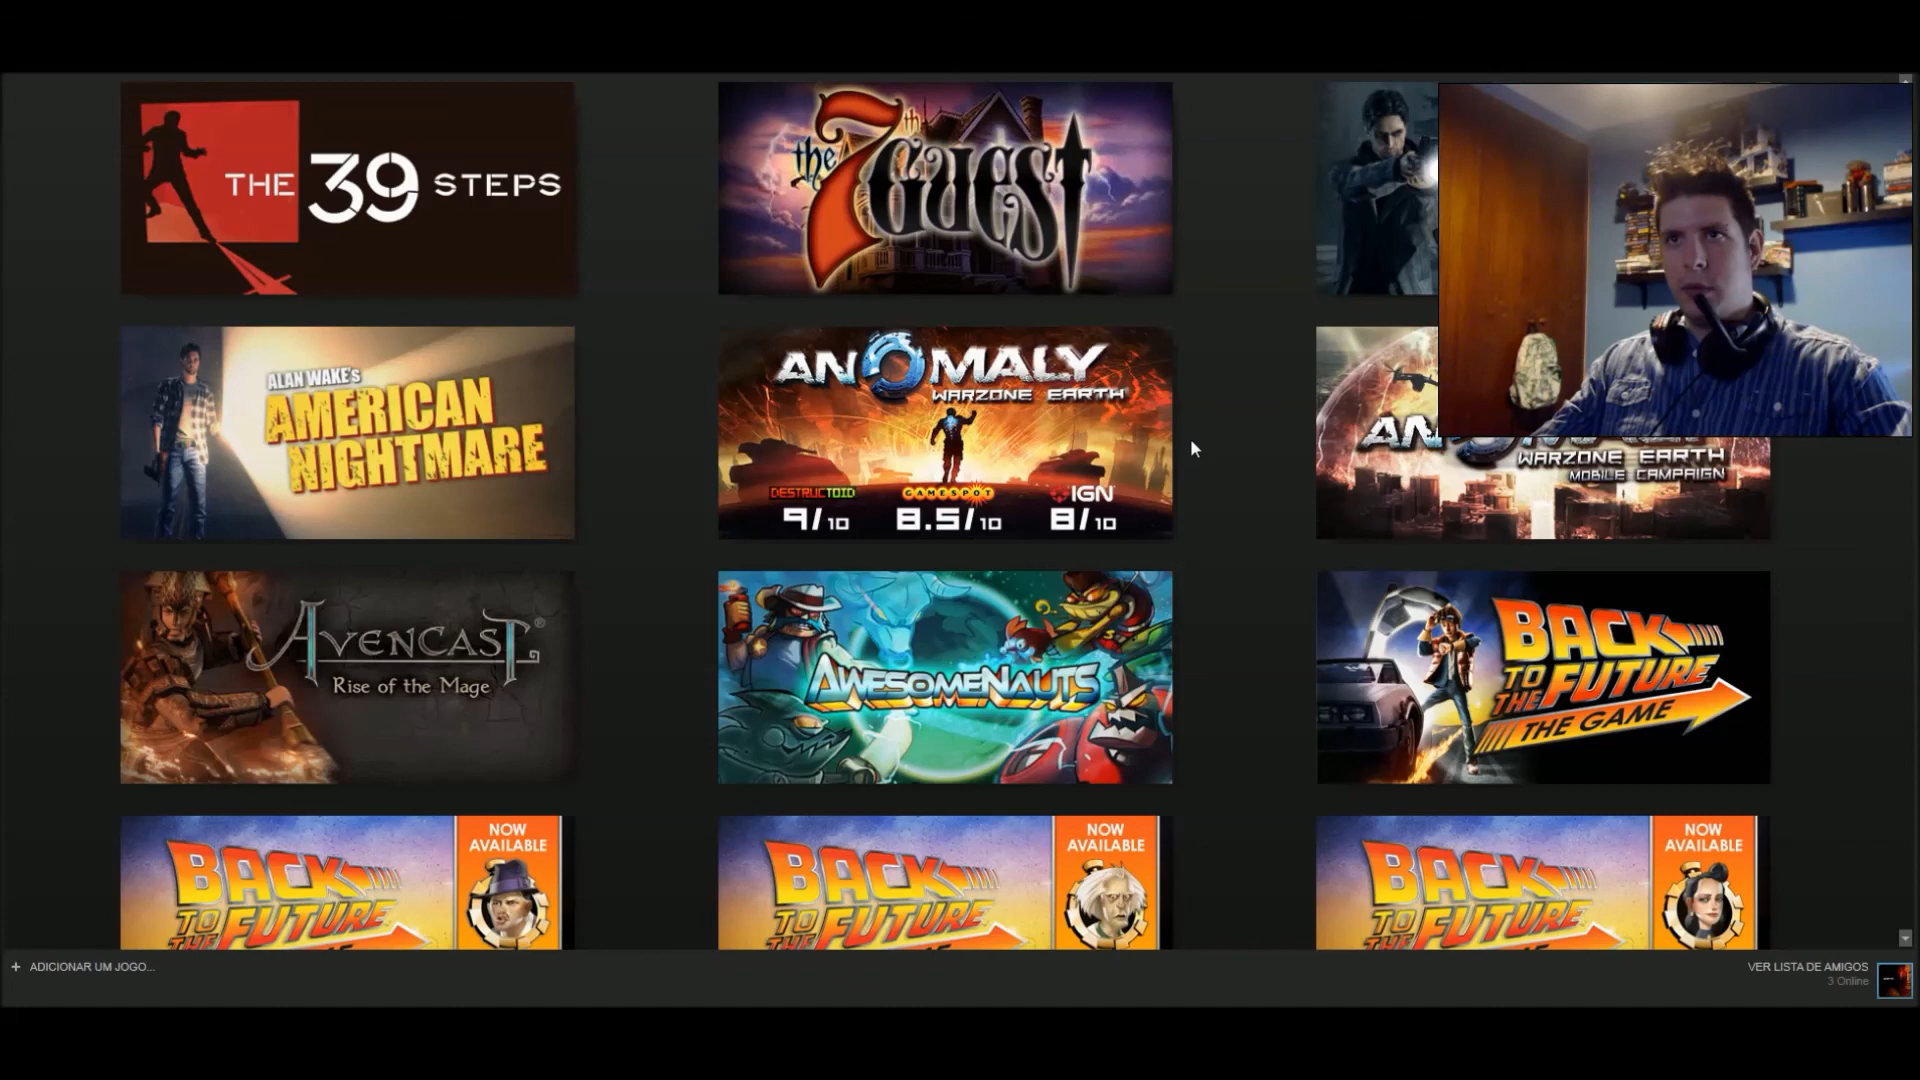 THE 39 STEPS
the 7th GUEST
ALAN WAKE'S
AMERICAN
NIGHTMARE
ANOMALY
WARZONE EARTH
DESTRUCTOID GAMESPOT IGN
9/10 8.5/10 8/10
AN
WARZONE EARTH
MOBILE CAMPAIGN
AVENCAST®
Rise of the Mage
AWESOMENAUTS
BACK
TO THE FUTURE
THE GAME
BACK
TO THE FUTURE
NOW
AVAILABLE
BACK
TO THE FUTURE
NOW
AVAILABLE
BACK
TO THE FUTURE
NOW
AVAILABLE
+ ADICIONAR UM JOGO...
VER LISTA DE AMIGOS
3 Online